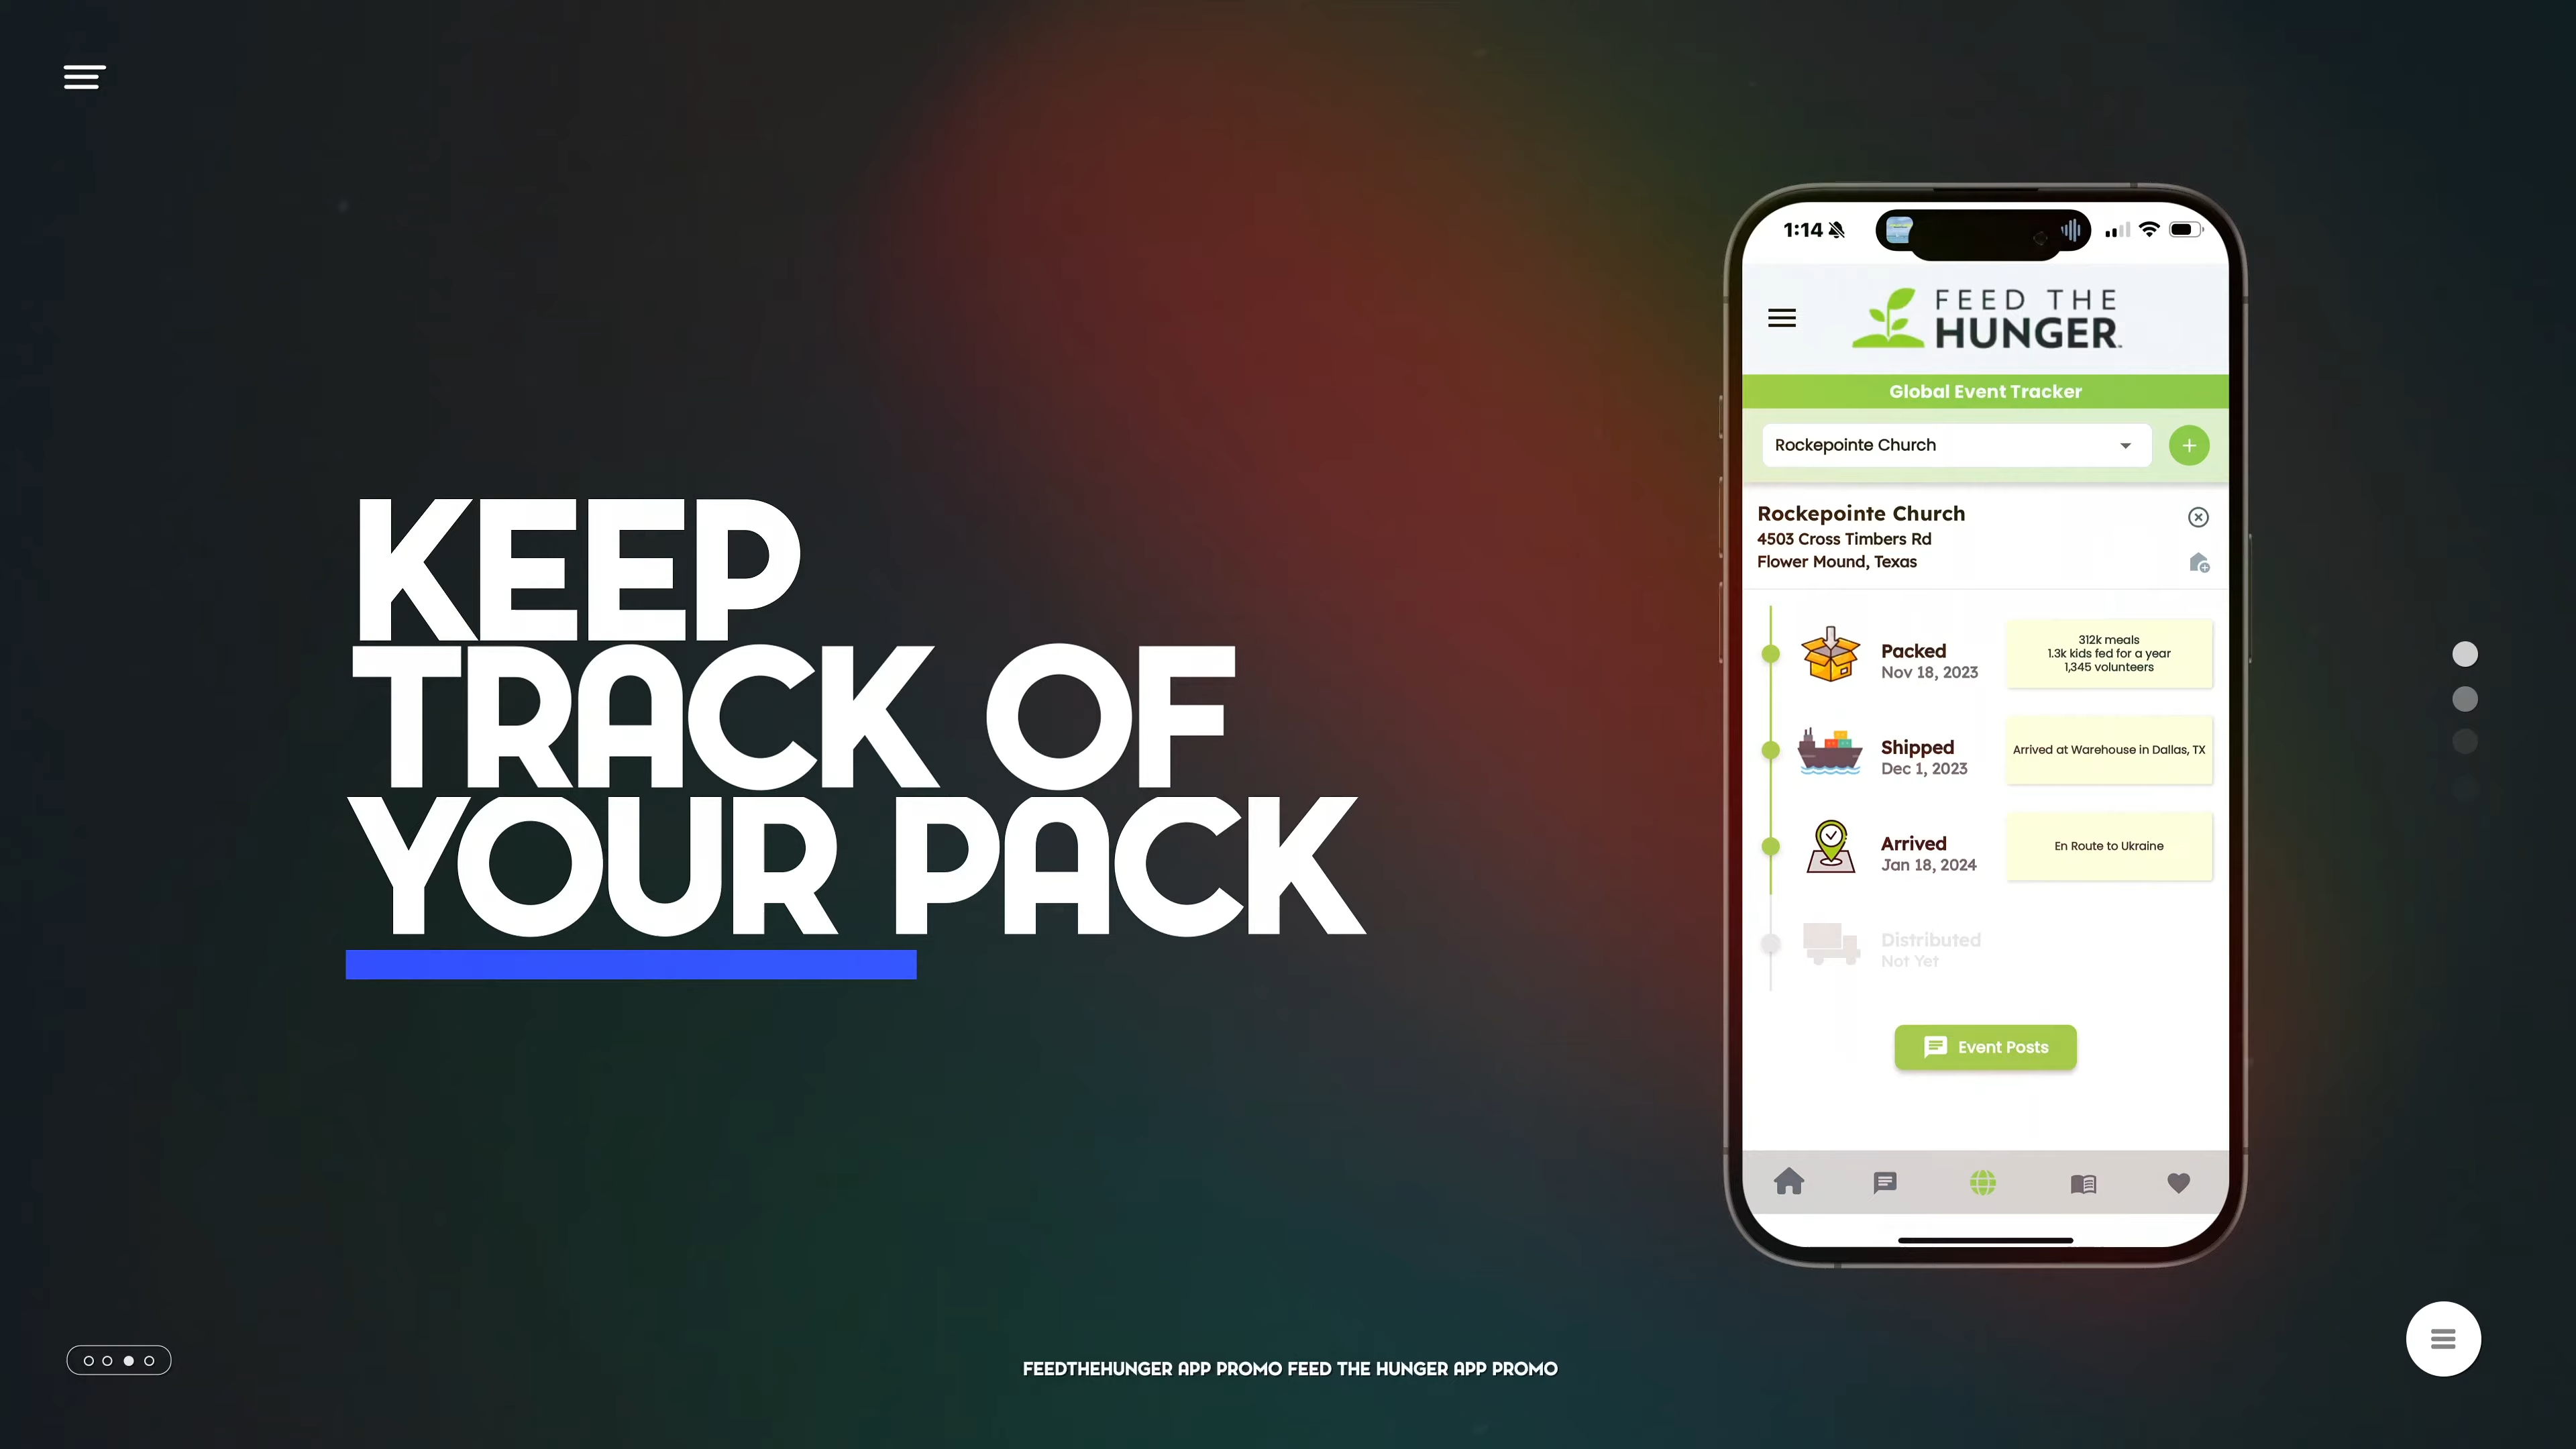 KEEP
TRACK OF
YOUR PACK
1:14
FEED THE
HUNGER
Global Event Tracker
Rockepointe Church
Rockepointe Church
4503 Cross Timbers Rd
Flower Mound, Texas
Packed
Nov 18, 2023
312k meals
1.3k kids fed for a year
1,345 volunteers
Shipped
Dec 1, 2023
Arrived at Warehouse in Dallas, TX
Arrived
Jan 18, 2024
En Route to Ukraine
Distributed
Not Yet
Event Posts
FEEDTHEHUNGER APP PROMO FEED THE HUNGER APP PROMO